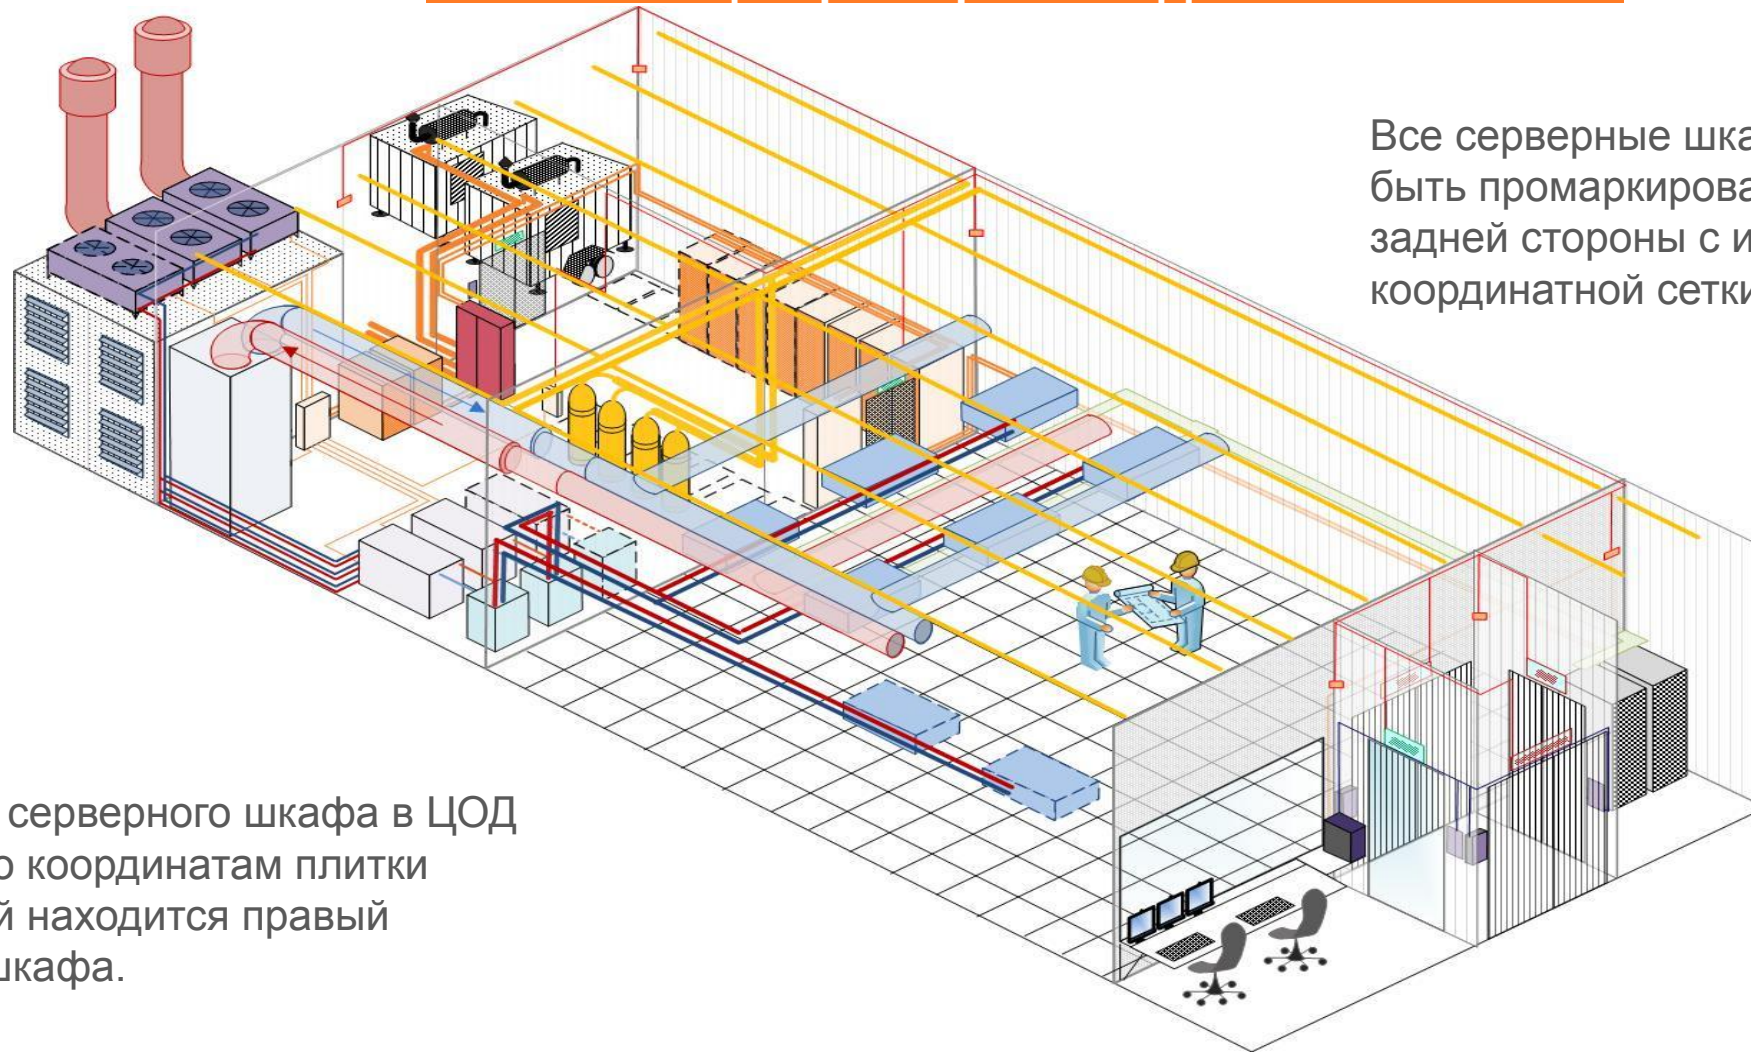 Все серверные шка
быть промаркирова
задней стороны с и
координатной сетки
серверного шкафа в ЦОД
о координатам плитки
й находится правый
шкафа.